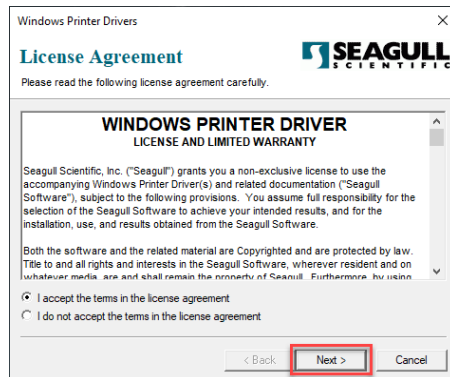 Windows Printer Drivers
License Agreement
SEAGULL
SCIENTIFIC
Please read the following license agreement carefully.
WINDOWS PRINTER DRIVER
LICENSE AND LIMITED WARRANTY
Seagull Scientific, Inc. ("Seagull") grants you a non-exclusive license to use the
accompanying Windows Printer Driver(s) and related documentation ("Seagull
Software"), subject to the following provisions. You assume full responsibility for the
selection of the Seagull Software to achieve your intended results, and for the
installation, use, and results obtained from the Seagull Software.
Both the software and the related material are Copyrighted and are protected by law.
Title to and all rights and interests in the Seagull Software, wherever resident and on
whatever media, are and shall remain the property of Seagull. Furthermore, by using
I accept the terms in the license agreement
I do not accept the terms in the license agreement
< Back
Next >
Cancel